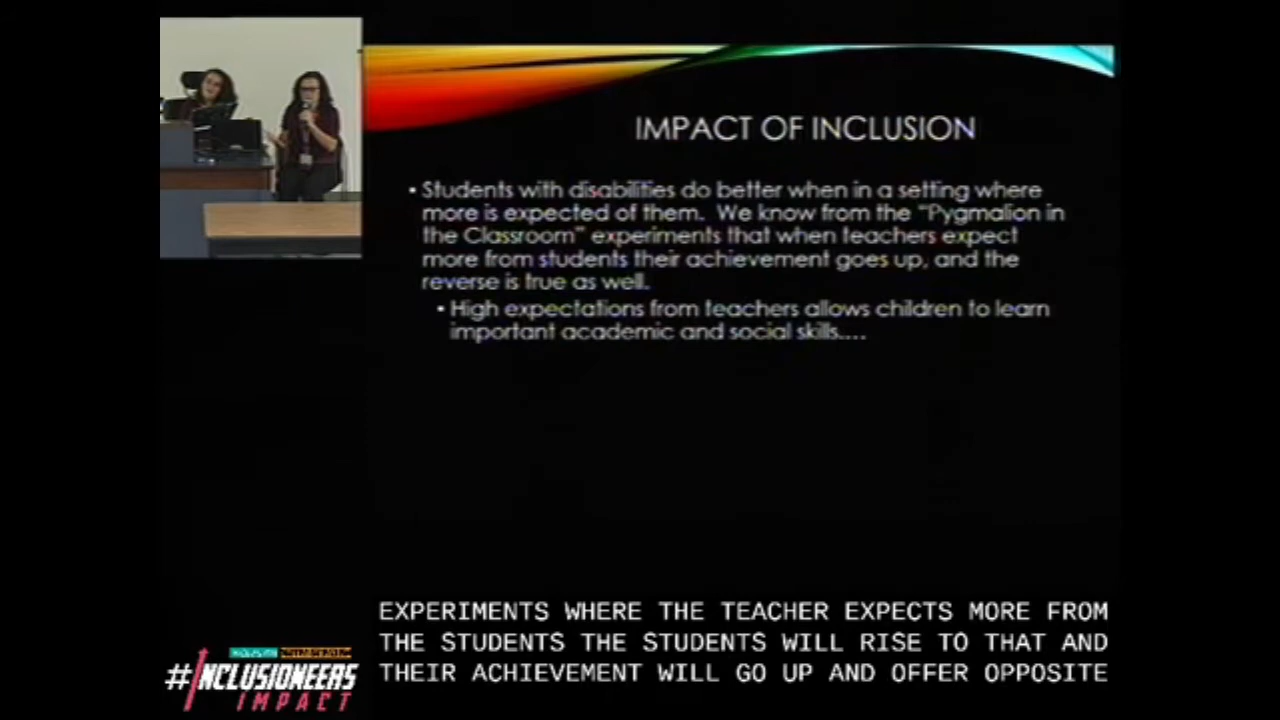 IMPACT OF INCLUSION
• Students with disabilities do better when in a setting where
more is expected of them. We know from the "Pygmalion in
the Classroom" experiments that when teachers expect
more from students their achievement goes up, and the
reverse is true as well.
• High expectations from teachers allows children to learn
important academic and social skills....
EXPERIMENTS WHERE THE TEACHER EXPECTS MORE FROM
THE STUDENTS THE STUDENTS WILL RISE TO THAT AND
THEIR ACHIEVEMENT WILL GO UP AND OFFER OPPOSITE
#INCLUSIONEERS
IMPACT